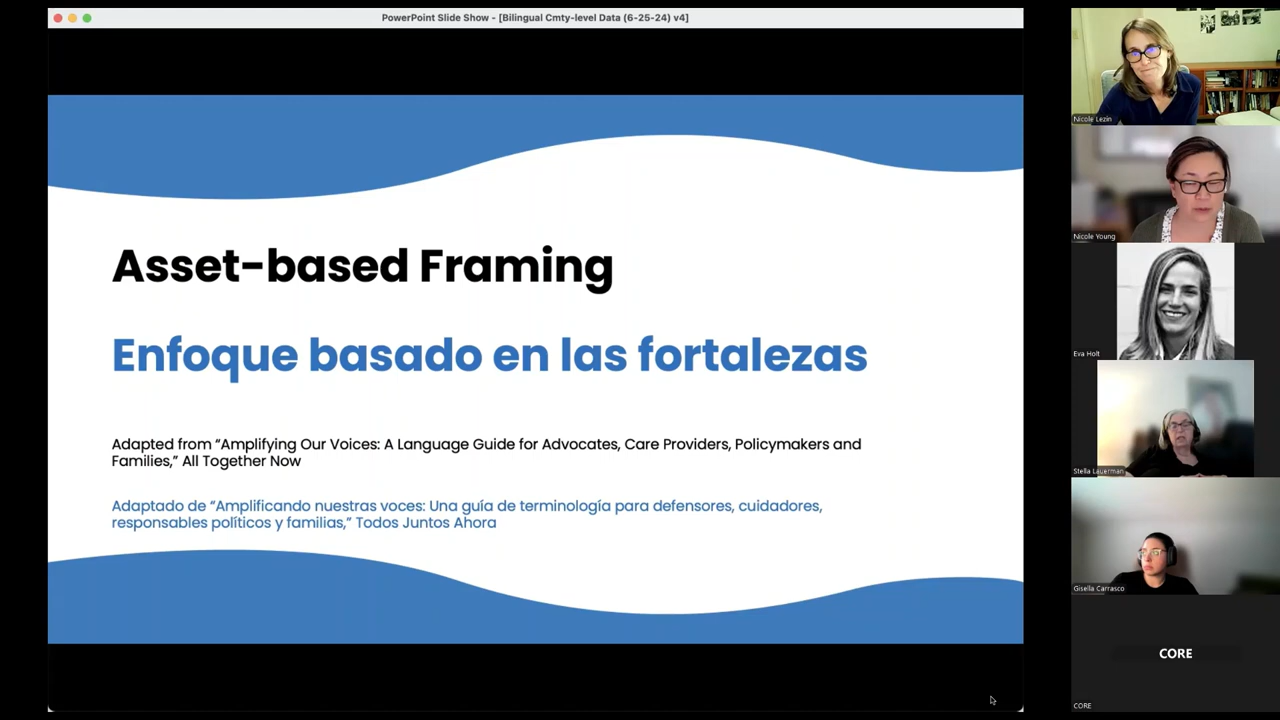 PowerPoint Slide Show - [Bilingual Cmty-level Data (6-25-24) v4]
Asset-based Framing
Enfoque basado en las fortalezas
Adapted from “Amplifying Our Voices: A Language Guide for Advocates, Care Providers, Policymakers and
Families,” All Together Now
Adaptado de “Amplificando nuestras voces: Una guía de terminología para defensores, cuidadores,
responsables políticos y familias,” Todos Juntos Ahora
Nicole Lezin
Nicole Young
Eva Holt
Stella Lauerman
Gisella Carrasco
CORE
CORE